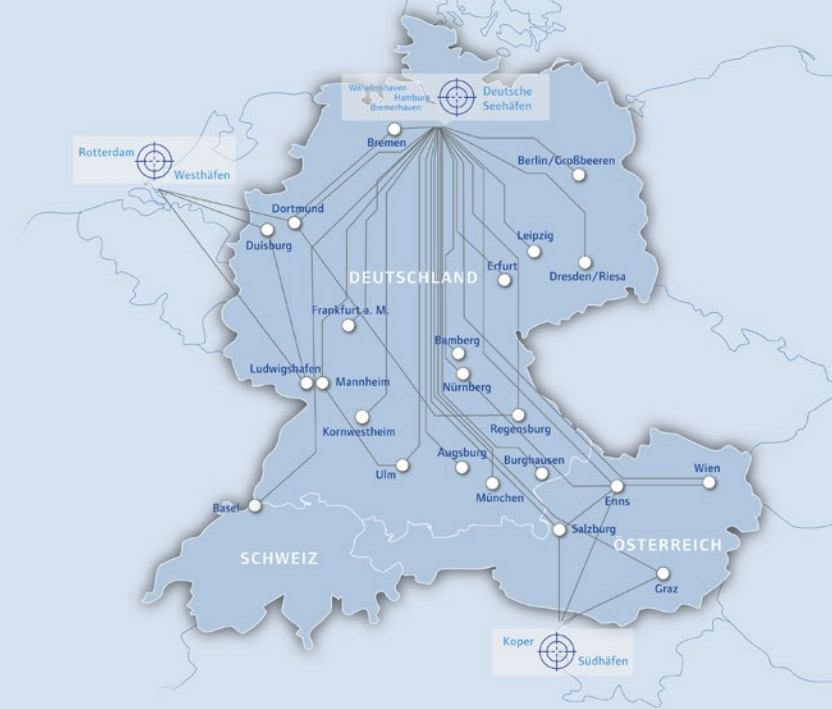 Wilhelmshaven
Hamburg
Bremerhaven
Deutsche
Seehäfen
Bremen
Rotterdam
Westhäfen
Berlin/Großbeeren
Dortmund
Duisburg
Leipzig
Erfurt
Dresden/Riesa
DEUTSCHLAND
Frankfurt a. M.
Bamberg
Ludwigshafen
Mannheim
Nürnberg
Kornwestheim
Regensburg
Augsburg
Burghausen
Ulm
München
Wien
Enns
Basel
Salzburg
ÖSTERREICH
SCHWEIZ
Graz
Koper
Südhäfen